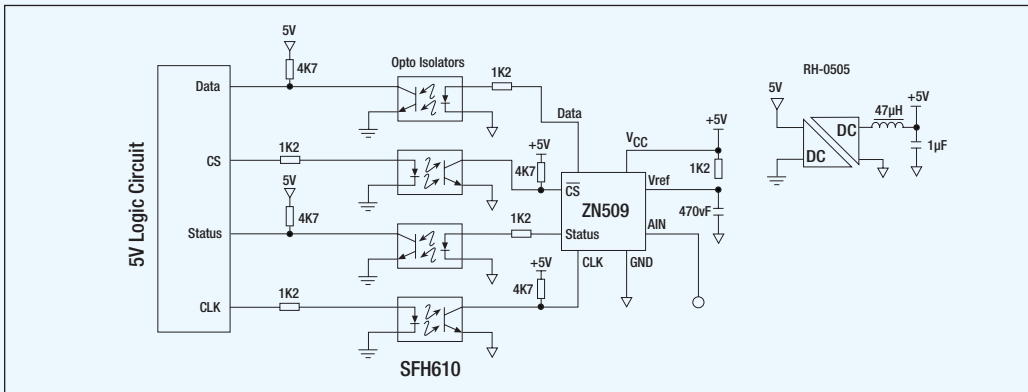 5V
4K7
Opto Isolators
1K2
RH-0505
Data
Data
5V
+5V
47µH
+5V
DC
DC
1µF
CS
1K2
+5V
4K7
VCC
1K2
5V
4K7
CS
ZN509
Vref
470vF
AIN
Status
1K2
Status
CLK
GND
+5V
4K7
CLK
1K2
5V Logic Circuit
SFH610